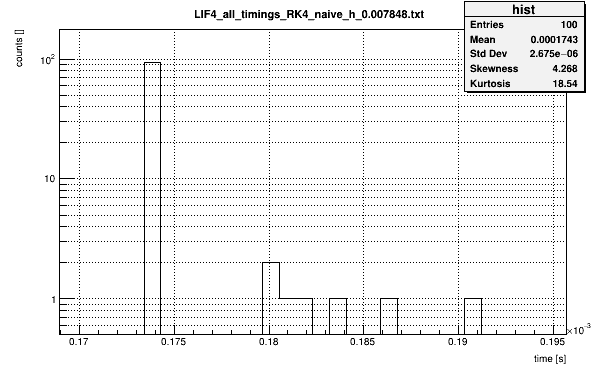 LIF4_all_timings_RK4_naive_h_0.007848.txt
hist
Entries 100
Mean 0.0001743
Std Dev 2.675e−06
Skewness 4.268
Kurtosis 18.54
counts []
10²
10
1
0.17 0.175 0.18 0.185 0.19 0.195
×10⁻³
time [s]